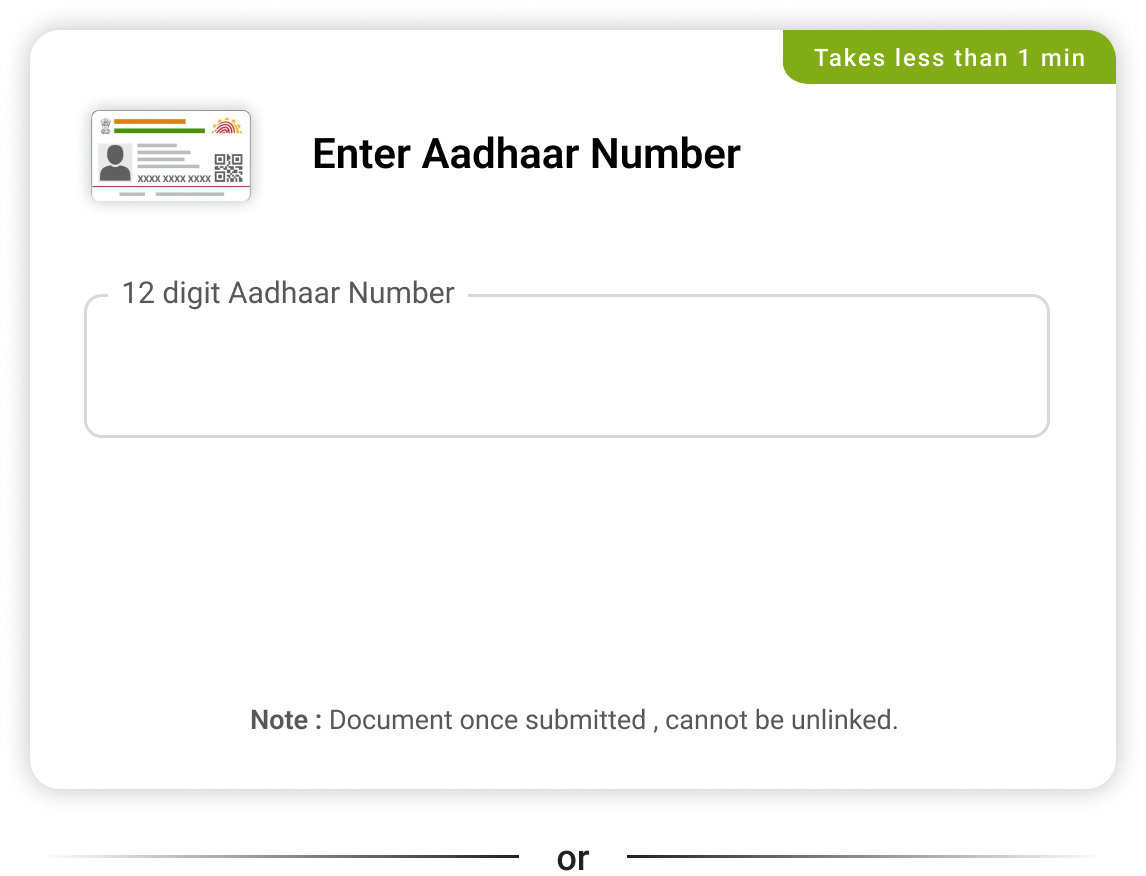 Takes less than 1 min
Enter Aadhaar Number
XXXX XXXX XXXX
12 digit Aadhaar Number
Note : Document once submitted , cannot be unlinked.
or